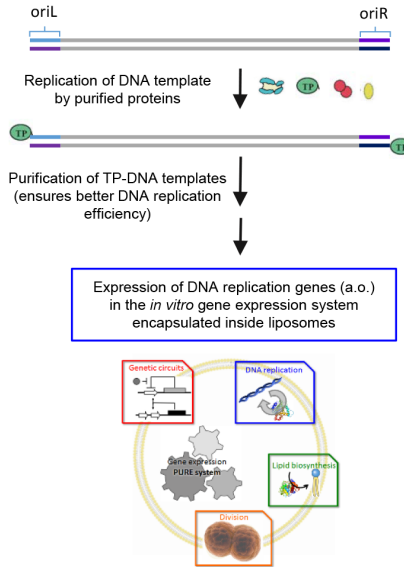 oriL
oriR
Replication of DNA template
by purified proteins
TP
TP
TP
Purification of TP-DNA templates
(ensures better DNA replication
efficiency)
Expression of DNA replication genes (a.o.)
in the in vitro gene expression system
encapsulated inside liposomes
Genetic circuits
DNA replication
Gene expression
PURE system
Lipid biosynthesis
Division